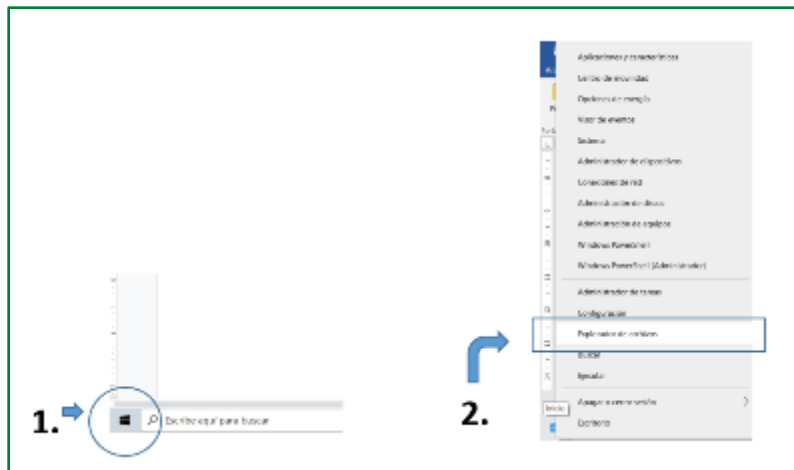 1.
Escribe aquí para buscar
2.
Aplicaciones y características
Centro de movilidad
Opciones de energía
Visor de eventos
Sistema
Administrador de dispositivos
Conexiones de red
Administración de discos
Administración de equipos
Windows PowerShell
Windows PowerShell (Administrador)
Administrador de tareas
Configuración
Explorador de archivos
Buscar
Ejecutar
Apagar o cerrar sesión
Escritorio
Inicio